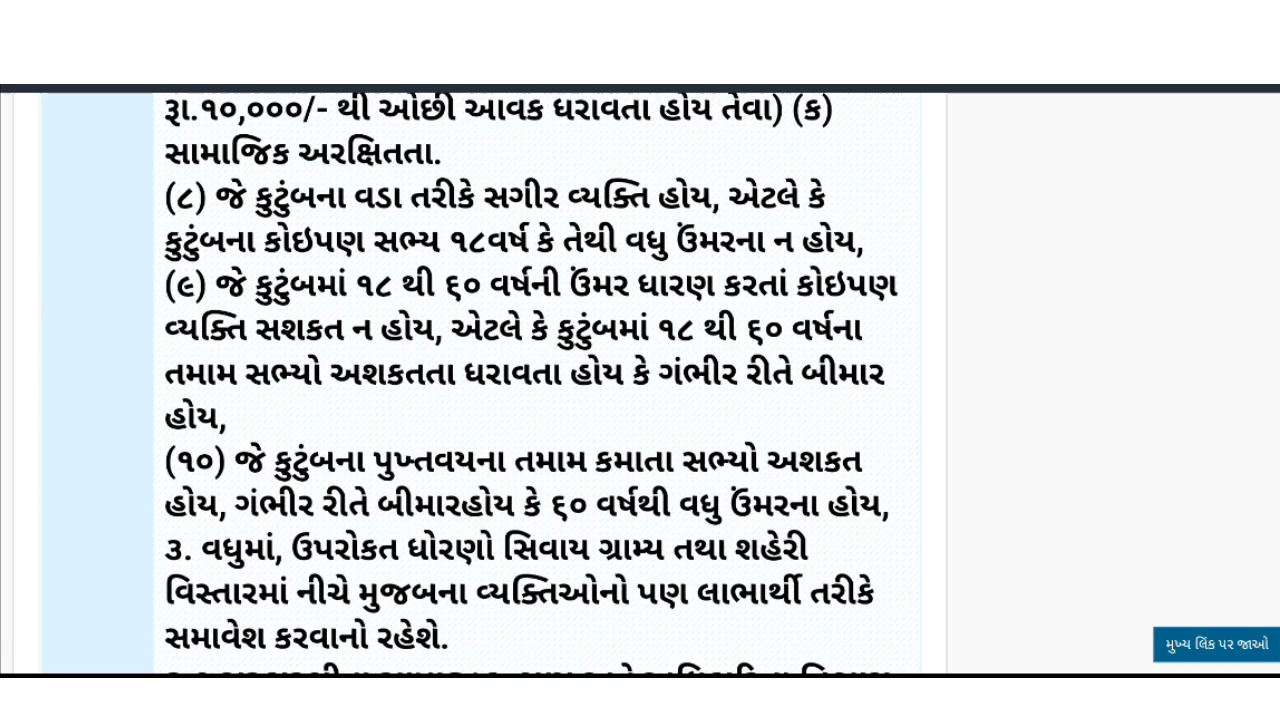 રૂા.૧૦,૦૦૦/- થી ઓછી આવક ધરાવતા હોય તેવા) (ક)
સામાજિક અરક્ષિતતા.
(૮) જે કુટુંબના વડા તરીકે સગીર વ્યક્તિ હોય, એટલે કે
કુટુંબના કોઇપણ સભ્ય ૧૮વર્ષ કે તેથી વધુ ઉંમરના ન હોય,
(૯) જે કુટુંબમાં ૧૮ થી ૬૦ વર્ષની ઉંમર ધારણ કરતાં કોઇપણ
વ્યક્તિ સશકત ન હોય, એટલે કે કુટુંબમાં ૧૮ થી ૬૦ વર્ષના
તમામ સભ્યો અશકતતા ધરાવતા હોય કે ગંભીર રીતે બીમાર
હોય,
(૧૦) જે કુટુંબના પુખ્તવયના તમામ કમાતા સભ્યો અશકત
હોય, ગંભીર રીતે બીમારહોય કે ૬૦ વર્ષથી વધુ ઉંમરના હોય,
૩. વધુમાં, ઉપરોકત ધોરણો સિવાય ગ્રામ્ય તથા શહેરી
વિસ્તારમાં નીચે મુજબના વ્યક્તિઓનો પણ લાભાર્થી તરીકે
સમાવેશ કરવાનો રહેશે.
મુખ્ય લિંક પર જાઓ